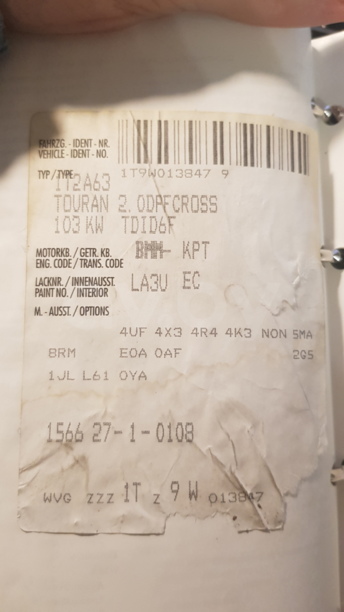 FAHRZG.-IDENT-NR.
VEHICLE-IDENT-NO.
1T9W013847 9
TYP/TYPE
1T2A63
TOURAN 2.0DPFCROSS
103 KW TDID6F
MOTORKB./GETR.KB.
ENG. CODE/TRANS. CODE
BMM KPT
LACKNR./INNENAUSST.
PAINT NO./INTERIOR
LA3U EC
M.-AUSST./OPTIONS
4UF 4X3 4R4 4K3 NON 5MA
8RM E0A 0AF 2G5
1JL L61 0YA
1566 27-1-0108
WVG ZZZ 1T Z 9 W 013847